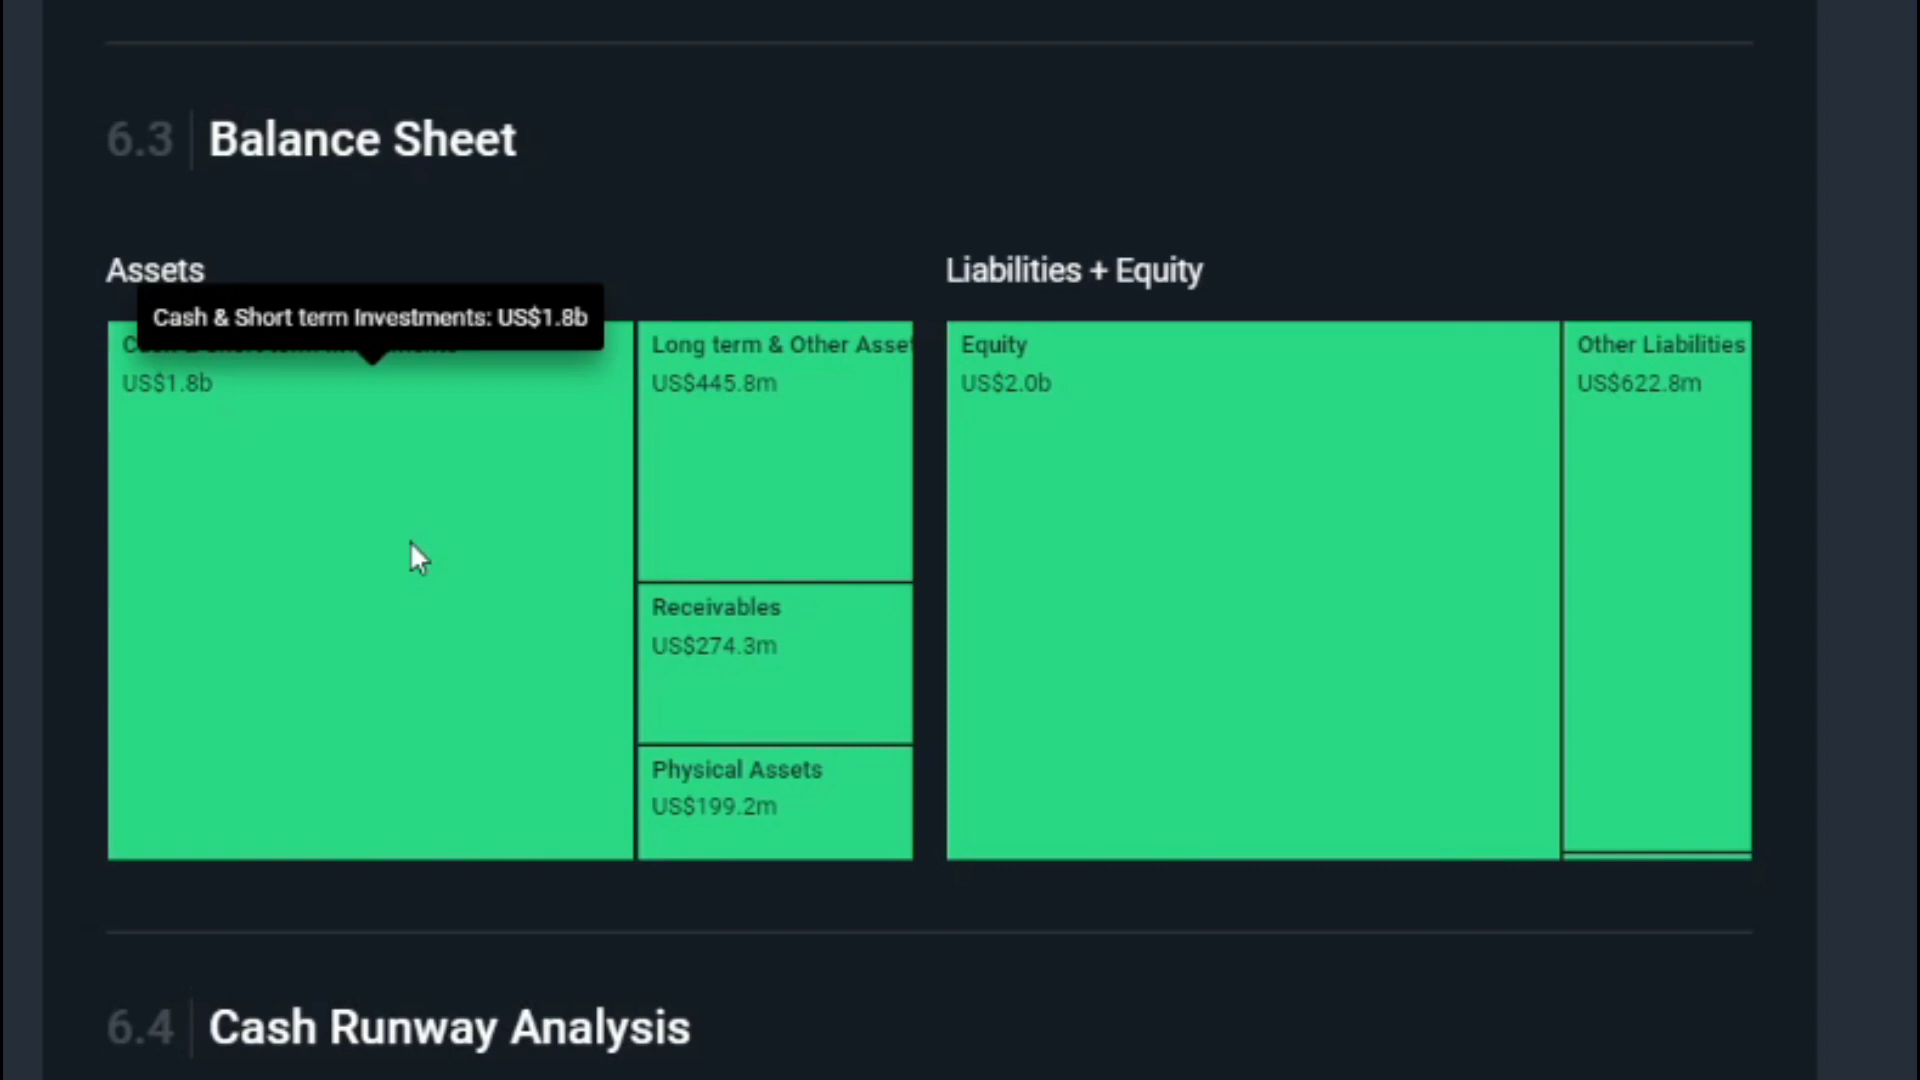 6.3 Balance Sheet
Assets
Cash & Short term Investments: US$1.8b
US$1.8b
Long term & Other Asset
US$445.8m
Receivables
US$274.3m
Physical Assets
US$199.2m
Liabilities + Equity
Equity
US$2.0b
Other Liabilities
US$622.8m
6.4 Cash Runway Analysis